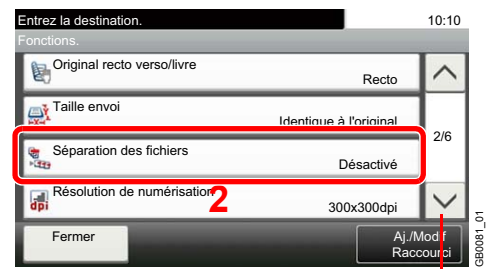 Entrez la destination.
10:10
Fonctions.
Original recto verso/livre
Recto
Taille envoi
Identique à l'original
2/6
Séparation des fichiers
Désactivé
Résolution de numérisation
2
dpi
300x300dpi
Fermer
Aj./Modif
Raccourci
GB0081_01